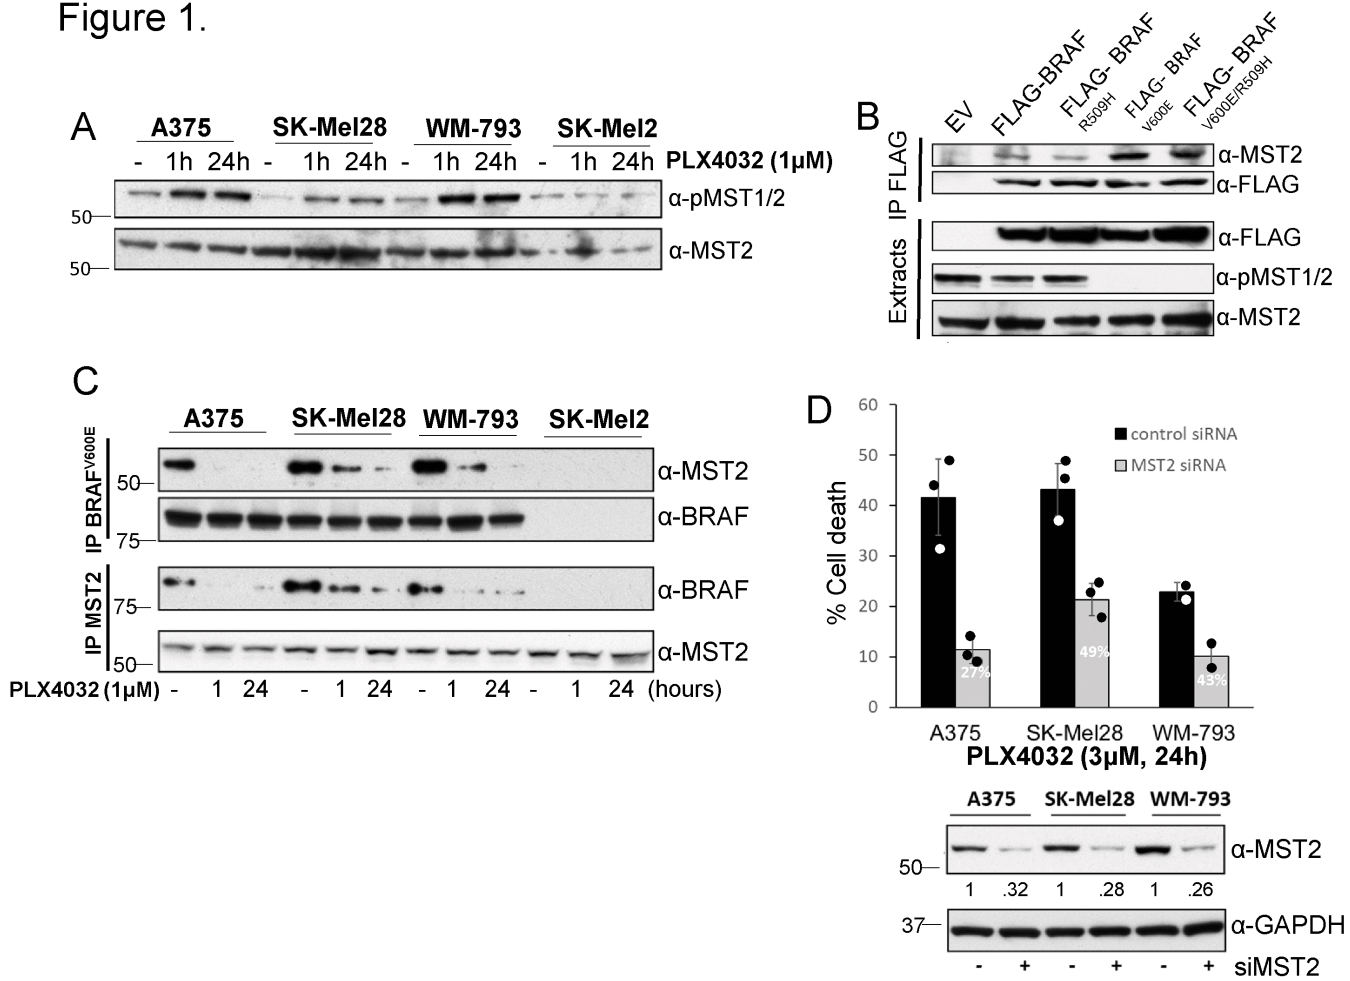 Figure 1.
A
A375 SK-Mel28 WM-793 SK-Mel2
- 1h 24h - 1h 24h - 1h 24h - 1h 24h PLX4032 (1µM)
α-pMST1/2
50
α-MST2
50
B
EV
FLAG-BRAF
FLAG- BRAF
R509H
FLAG- BRAF
V600E
FLAG- BRAF
V600E/R509H
IP FLAG
α-MST2
α-FLAG
Extracts
α-FLAG
α-pMST1/2
α-MST2
C
A375 SK-Mel28 WM-793 SK-Mel2
IP BRAFV600E
α-MST2
50
α-BRAF
75
IP MST2
α-BRAF
75
α-MST2
50
PLX4032 (1µM) - 1 24 - 1 24 - 1 24 - 1 24 (hours)
D
% Cell death
60
50
40
30
20
10
0
control siRNA
MST2 siRNA
27%
49%
43%
A375 SK-Mel28 WM-793
PLX4032 (3µM, 24h)
A375 SK-Mel28 WM-793
α-MST2
50
1 .32 1 .28 1 .26
37
α-GAPDH
- + - + - + siMST2